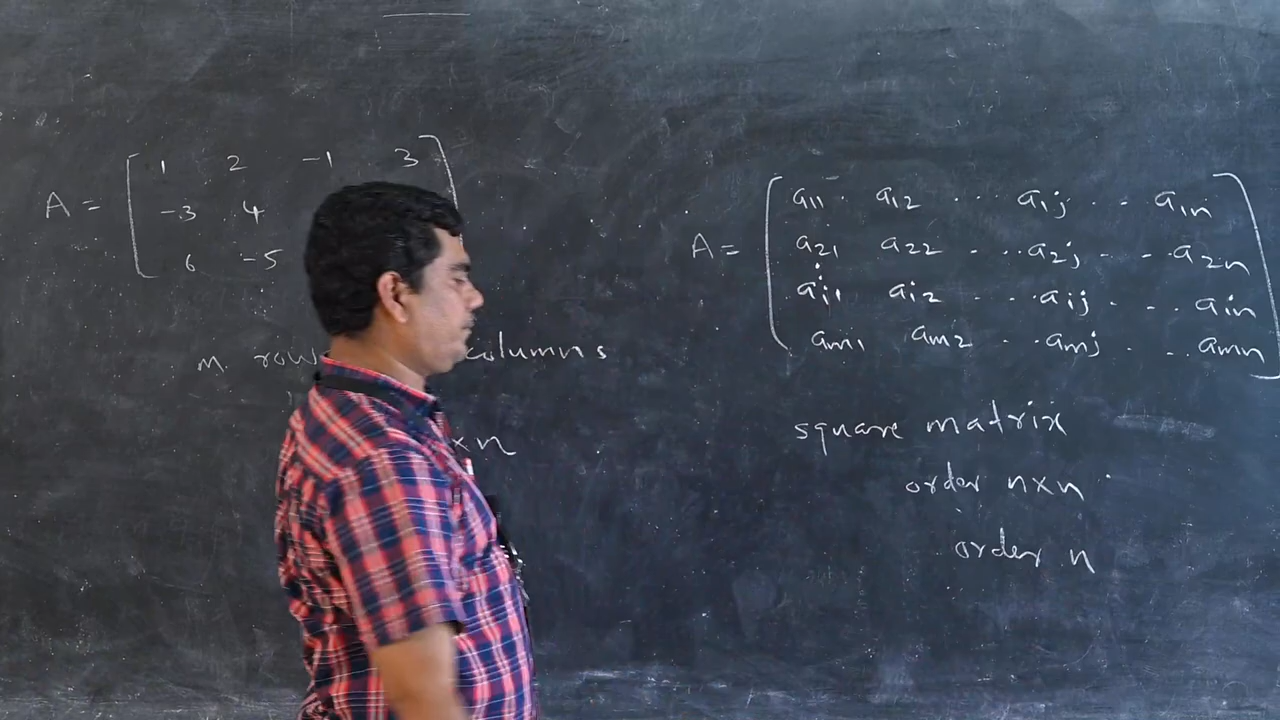 A = [ 1 2 -1 3 ]
-3 4
6 -5
m rows columns
×n
A = [ a11 . a12 ... a1j .. a1n ]
a21 a22 ... a2j .. a2n
ai1 ai2 ... aij ... ain
am1 am2 .. amj ... amn
square matrix
order n×n
order n